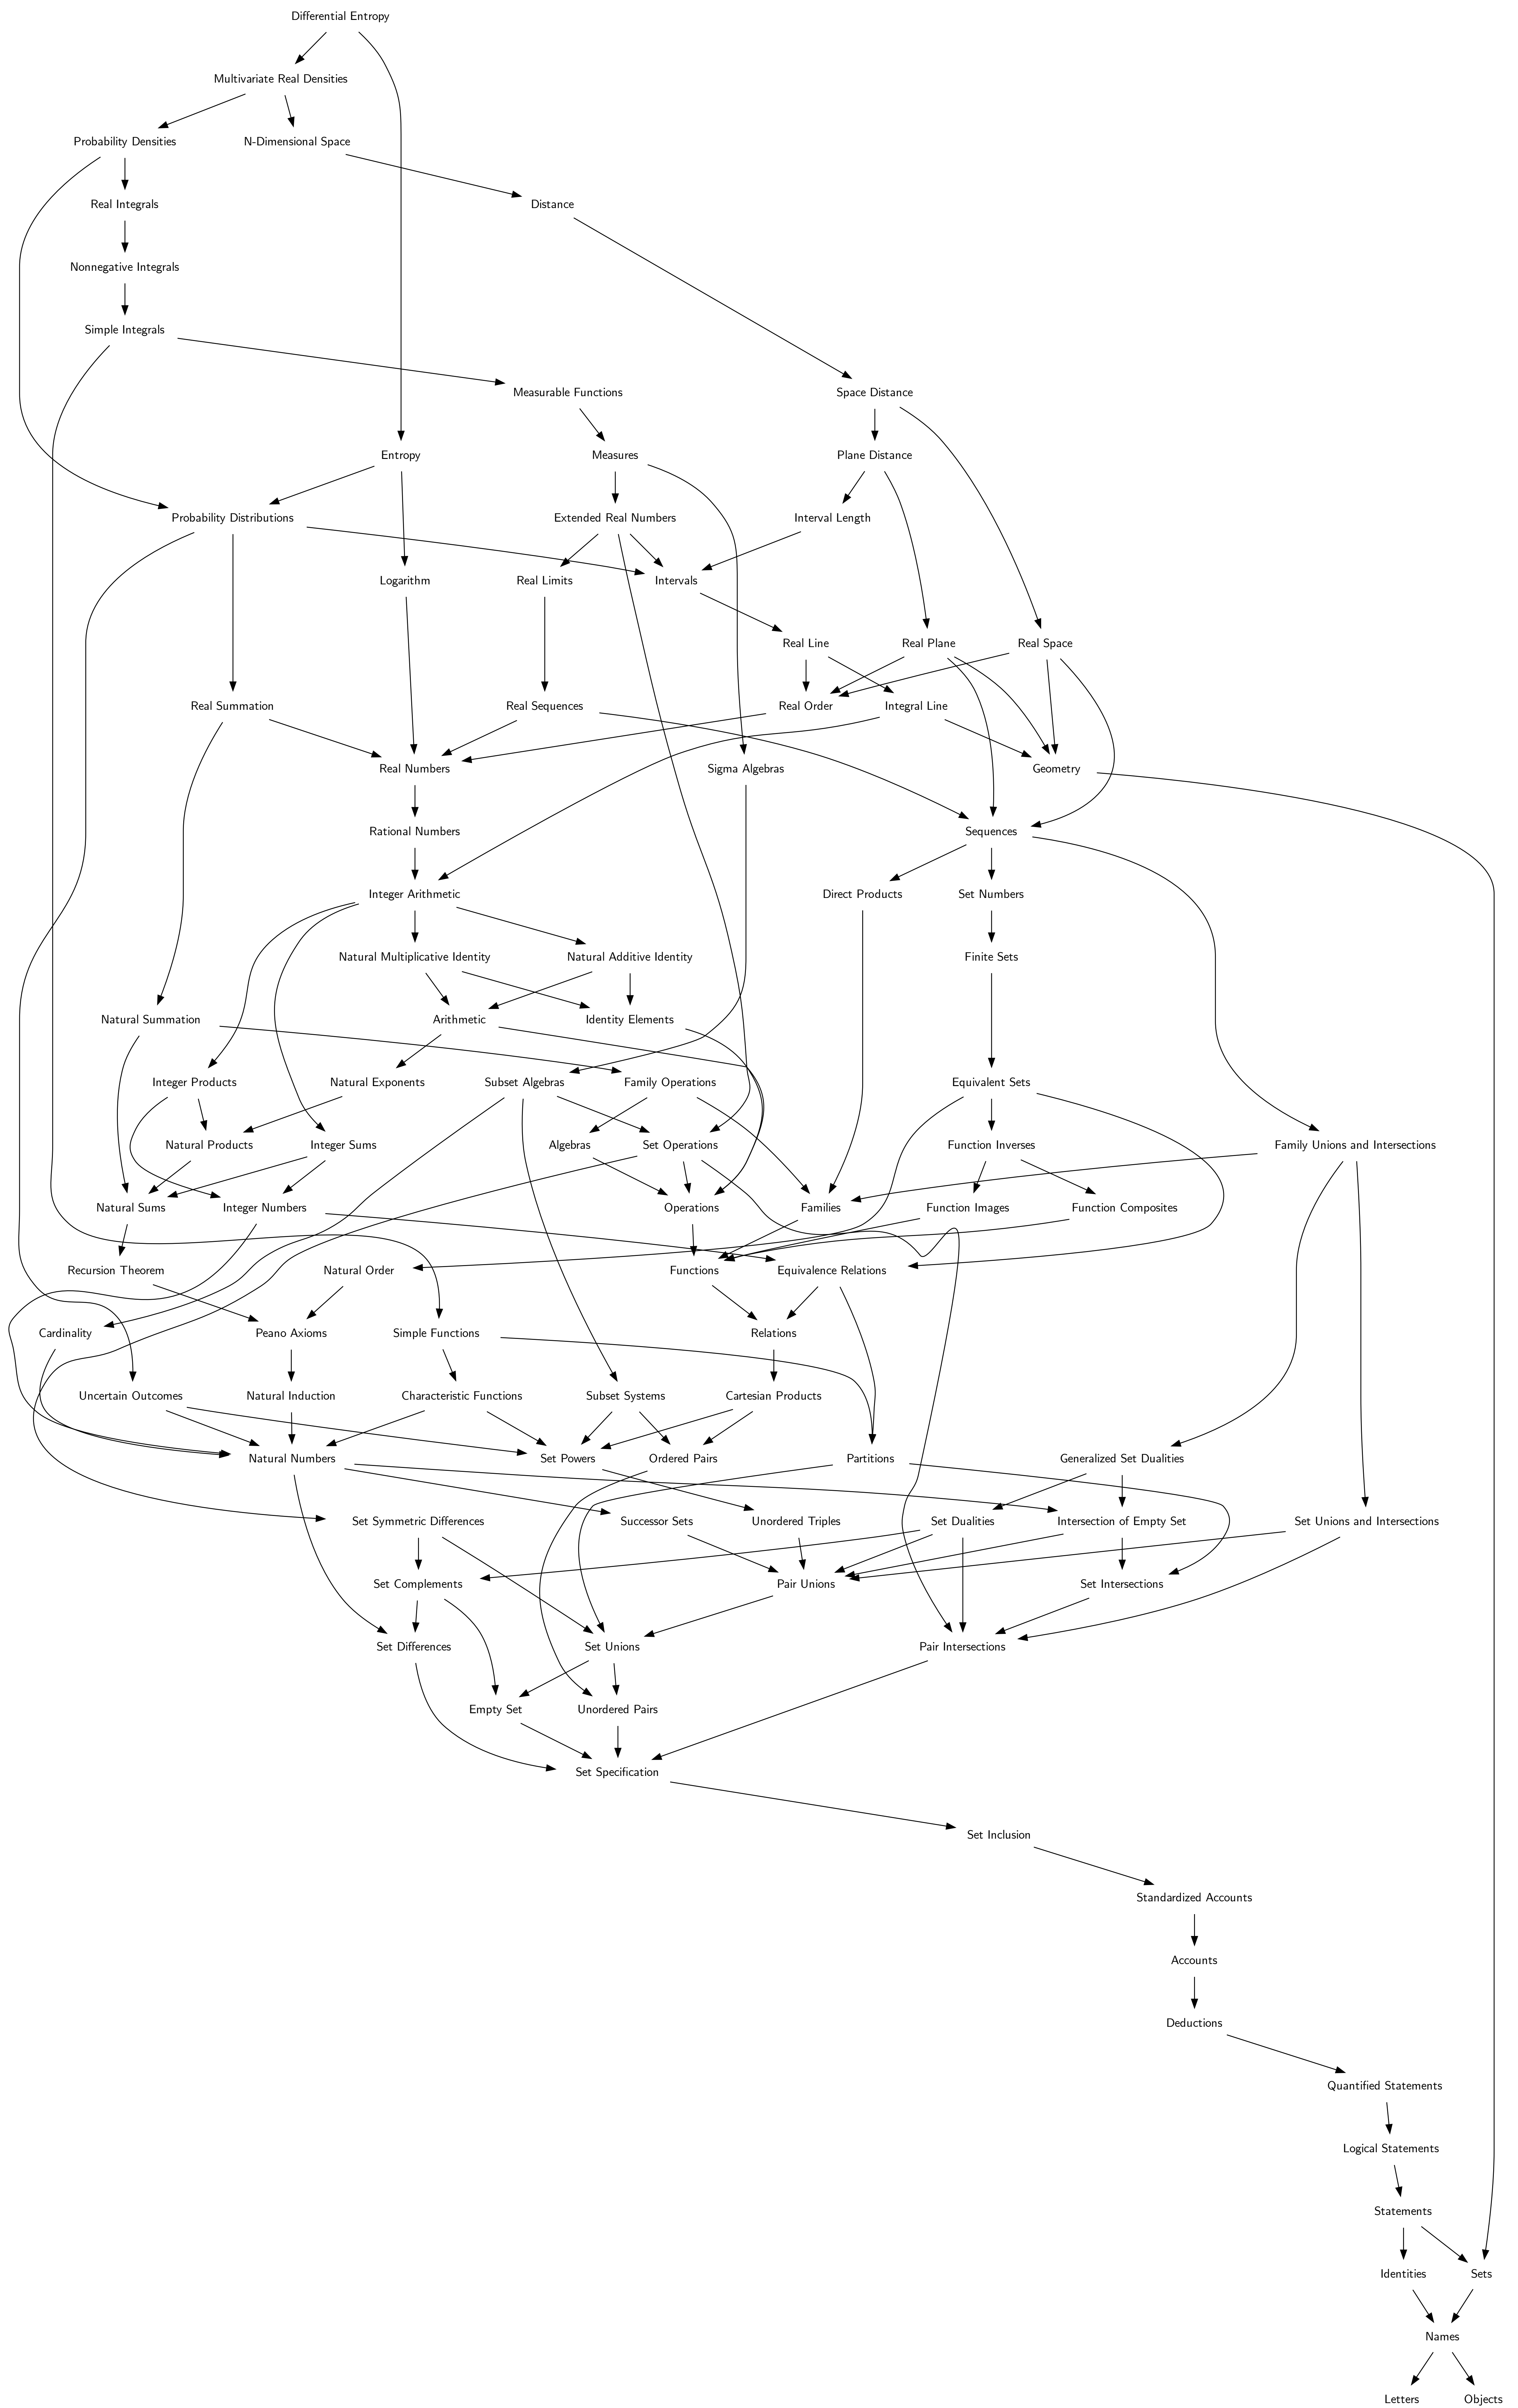 Differential Entropy
Multivariate Real Densities
Probability Densities
N-Dimensional Space
Real Integrals
Distance
Nonnegative Integrals
Simple Integrals
Measurable Functions
Space Distance
Entropy
Measures
Plane Distance
Probability Distributions
Extended Real Numbers
Interval Length
Logarithm
Real Limits
Intervals
Real Line
Real Plane
Real Space
Real Summation
Real Sequences
Real Order
Integral Line
Real Numbers
Sigma Algebras
Geometry
Rational Numbers
Sequences
Integer Arithmetic
Direct Products
Set Numbers
Natural Multiplicative Identity
Natural Additive Identity
Finite Sets
Natural Summation
Arithmetic
Identity Elements
Integer Products
Natural Exponents
Subset Algebras
Family Operations
Equivalent Sets
Natural Products
Integer Sums
Algebras
Set Operations
Function Inverses
Family Unions and Intersections
Natural Sums
Integer Numbers
Operations
Families
Function Images
Function Composites
Recursion Theorem
Natural Order
Functions
Equivalence Relations
Cardinality
Peano Axioms
Simple Functions
Relations
Uncertain Outcomes
Natural Induction
Characteristic Functions
Subset Systems
Cartesian Products
Natural Numbers
Set Powers
Ordered Pairs
Partitions
Generalized Set Dualities
Set Symmetric Differences
Successor Sets
Unordered Triples
Set Dualities
Intersection of Empty Set
Set Unions and Intersections
Set Complements
Pair Unions
Set Intersections
Set Differences
Set Unions
Pair Intersections
Empty Set
Unordered Pairs
Set Specification
Set Inclusion
Standardized Accounts
Accounts
Deductions
Quantified Statements
Logical Statements
Statements
Identities
Sets
Names
Letters
Objects